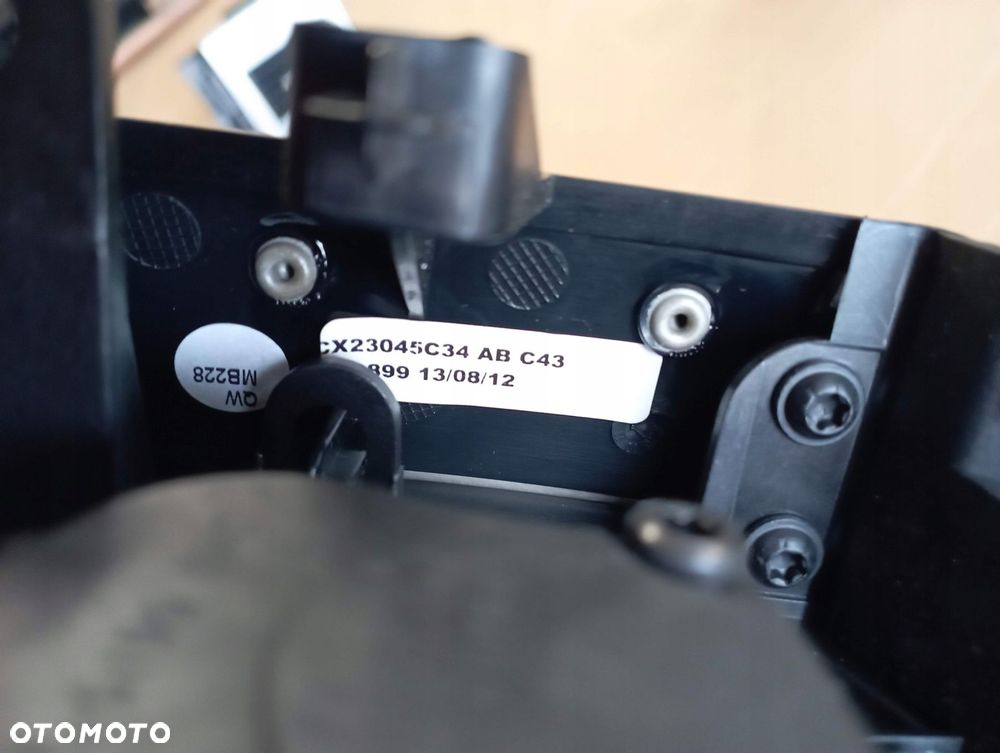 CX23045C34 AB C43
899 13/08/12
QW
MB228
OTOMOTO